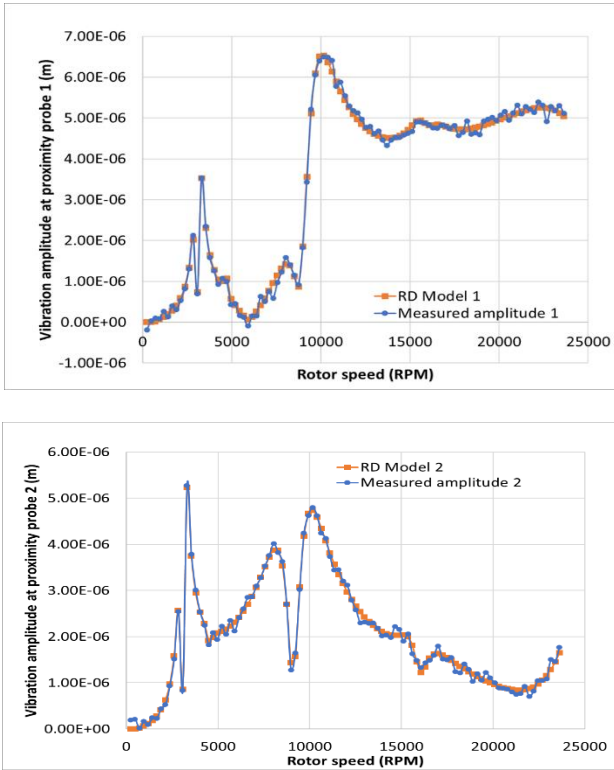 7.00E-06
6.00E-06
5.00E-06
4.00E-06
3.00E-06
2.00E-06
1.00E-06
0.00E+00
-1.00E-06
Vibration amplitude at proximity probe 1 (m)
RD Model 1
Measured amplitude 1
0 5000 10000 15000 20000 25000
Rotor speed (RPM)
6.00E-06
5.00E-06
4.00E-06
3.00E-06
2.00E-06
1.00E-06
0.00E+00
Vibration amplitude at proximity probe 2 (m)
RD Model 2
Measured amplitude 2
0 5000 10000 15000 20000 25000
Rotor speed (RPM)